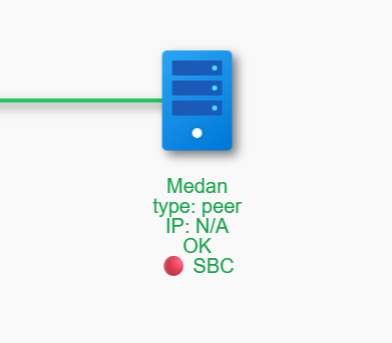 Medan
type: peer
IP: N/A
OK
🔴 SBC